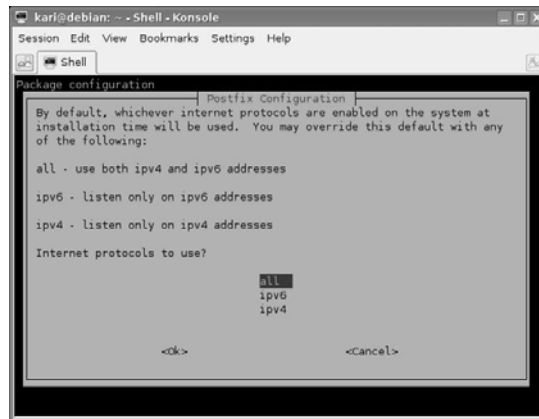 kari@debian: ~ - Shell - Konsole
Session Edit View Bookmarks Settings Help
Shell
Package configuration
Postfix Configuration
By default, whichever internet protocols are enabled on the system at
installation time will be used. You may override this default with any
of the following:
all - use both ipv4 and ipv6 addresses
ipv6 - listen only on ipv6 addresses
ipv4 - listen only on ipv4 addresses
Internet protocols to use?
all
ipv6
ipv4
<Ok> <Cancel>